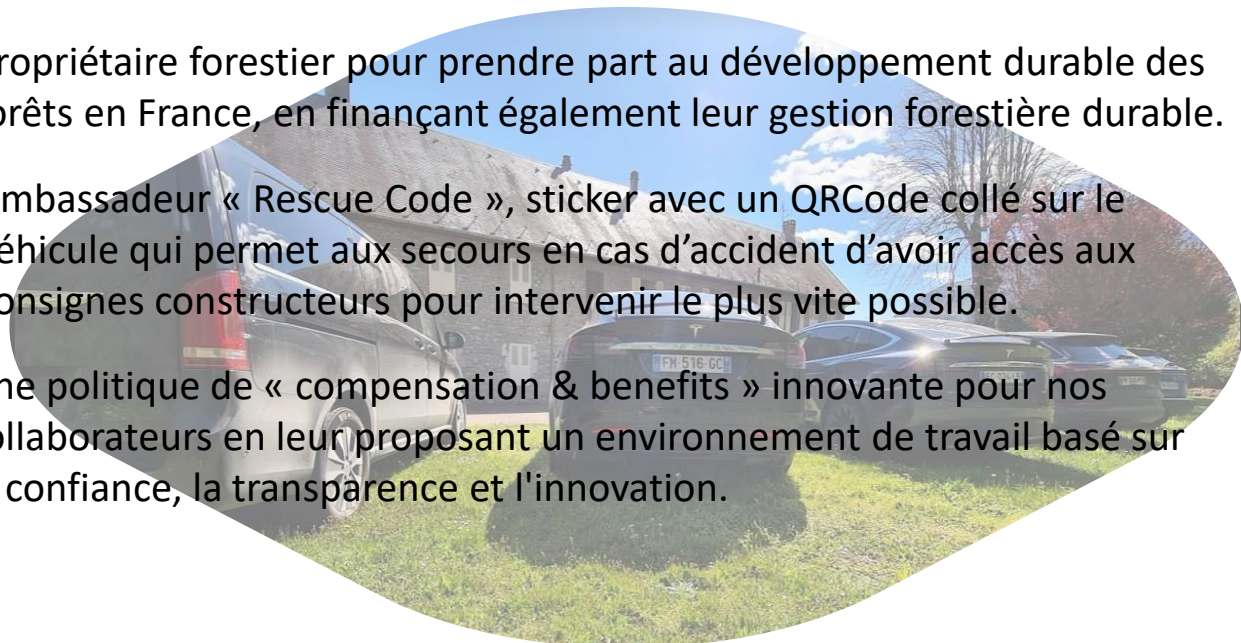 ropriétaire forestier pour prendre part au développement durable des
orêts en France, en finançant également leur gestion forestière durable.
mbassadeur « Rescue Code », sticker avec un QRCode collé sur le
éhicule qui permet aux secours en cas d’accident d’avoir accès aux
onsignes constructeurs pour intervenir le plus vite possible.
ne politique de « compensation & benefits » innovante pour nos
ollaborateurs en leur proposant un environnement de travail basé sur
confiance, la transparence et l'innovation.
FM-516-GC